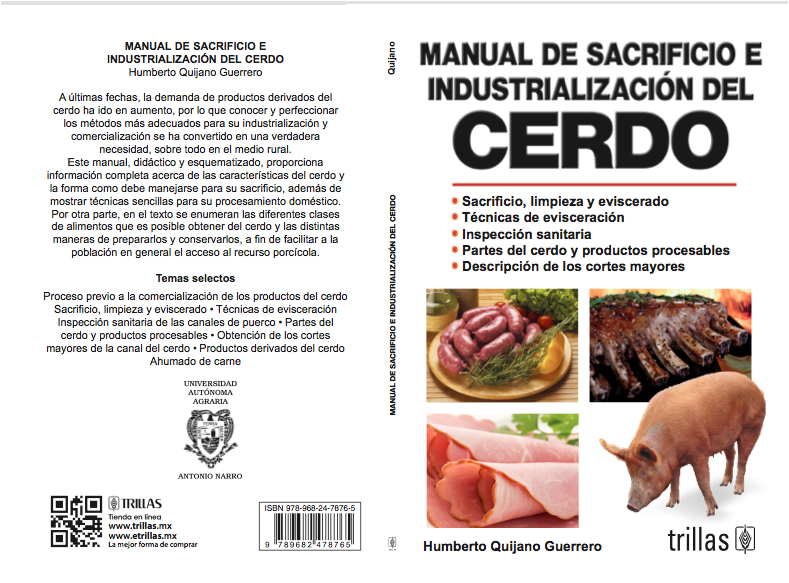 MANUAL DE SACRIFICIO E
INDUSTRIALIZACIÓN DEL CERDO
Humberto Quijano Guerrero
A últimas fechas, la demanda de productos derivados del
cerdo ha ido en aumento, por lo que conocer y perfeccionar
los métodos más adecuados para su industrialización y
comercialización se ha convertido en una verdadera
necesidad, sobre todo en el medio rural.
Este manual, didáctico y esquematizado, proporciona
información completa acerca de las características del cerdo y
la forma como debe manejarse para su sacrificio, además de
mostrar técnicas sencillas para su procesamiento doméstico.
Por otra parte, en el texto se enumeran las diferentes clases
de alimentos que es posible obtener del cerdo y las distintas
maneras de prepararlos y conservarlos, a fin de facilitar a la
población en general el acceso al recurso porcícola.
Temas selectos
Proceso previo a la comercialización de los productos del cerdo
Sacrificio, limpieza y eviscerado • Técnicas de evisceración
Inspección sanitaria de las canales de puerco • Partes del
cerdo y productos procesables • Obtención de los cortes
mayores de la canal del cerdo • Productos derivados del cerdo
Ahumado de carne
UNIVERSIDAD
AUTÓNOMA
AGRARIA
TERRA
ANTONIO NARRO
TRILLAS
Tienda en línea
www.trillas.mx
www.etrillas.mx
La mejor forma de comprar
ISBN 978-968-24-7876-5
9 789682 478765
Quijano
MANUAL DE SACRIFICIO E INDUSTRIALIZACIÓN DEL CERDO
MANUAL DE SACRIFICIO E
INDUSTRIALIZACIÓN DEL
CERDO
• Sacrificio, limpieza y eviscerado
• Técnicas de evisceración
• Inspección sanitaria
• Partes del cerdo y productos procesables
• Descripción de los cortes mayores
Humberto Quijano Guerrero
trillas